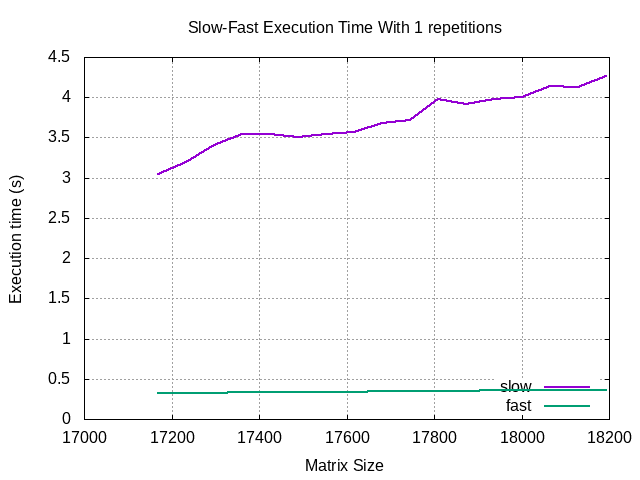 Slow-Fast Execution Time With 1 repetitions
4.5
4
3.5
3
2.5
2
1.5
1
0.5
0
Execution time (s)
slow
fast
17000 17200 17400 17600 17800 18000 18200
Matrix Size